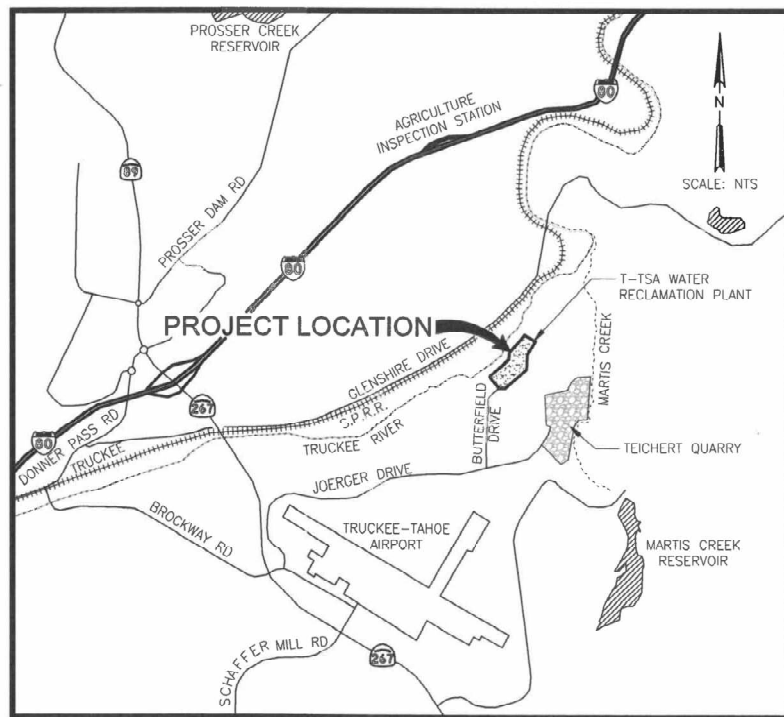 PROSSER CREEK
RESERVOIR
80
AGRICULTURE
INSPECTION STATION
N
SCALE: NTS
89
PROSSER DAM RD
80
T-TSA WATER
RECLAMATION PLANT
PROJECT LOCATION
GLENSHIRE DRIVE
MARTIS CREEK
267
S.P.R.R.
TRUCKEE RIVER
BUTTERFIELD
DRIVE
DONNER PASS RD
80
TRUCKEE
TEICHERT QUARRY
JOERGER DRIVE
BROCKWAY RD
TRUCKEE-TAHOE
AIRPORT
MARTIS CREEK
RESERVOIR
SCHAFFER MILL RD
267